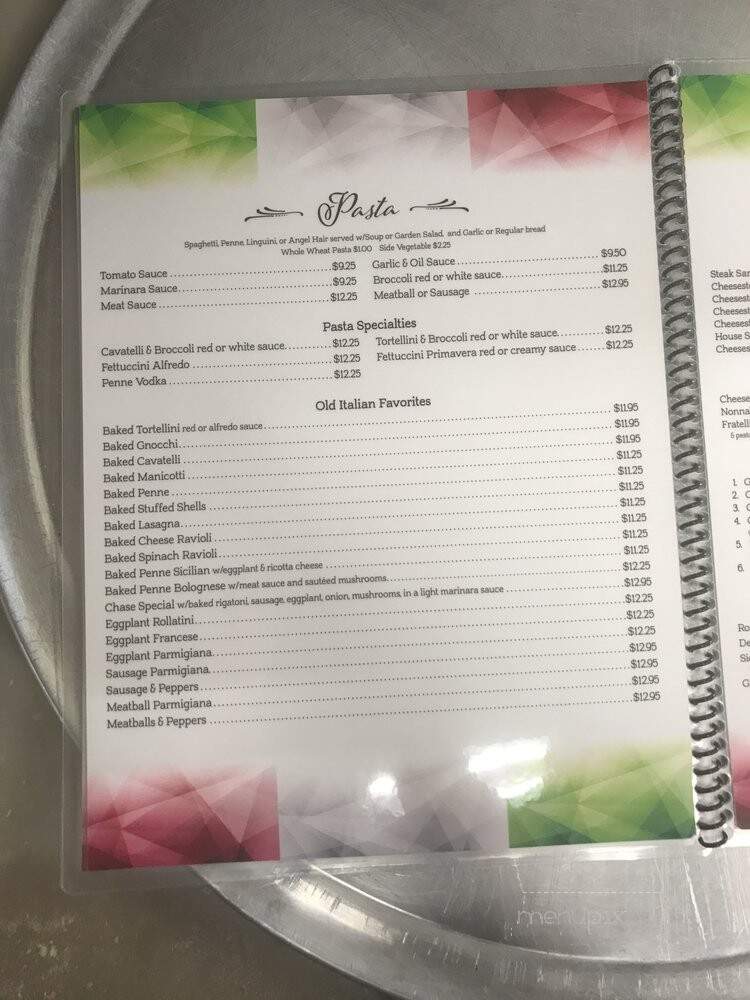 Pasta
Spaghetti, Penne, Linguini, or Angel Hair served w/Soup or Garden Salad, and Garlic or Regular bread
Whole Wheat Pasta $1.00 Side Vegetable $2.25
Tomato Sauce $9.25
Marinara Sauce $9.25
Meat Sauce $12.25
Garlic & Oil Sauce $9.50
Broccoli red or white sauce $11.25
Meatball or Sausage $12.95
Pasta Specialties
Cavatelli & Broccoli red or white sauce $12.25
Fettuccini Alfredo $12.25
Penne Vodka $12.25
Tortellini & Broccoli red or white sauce $12.25
Fettuccini Primavera red or creamy sauce $12.25
Old Italian Favorites
Baked Tortellini red or alfredo sauce $11.95
Baked Gnocchi $11.95
Baked Cavatelli $11.95
Baked Manicotti $11.25
Baked Penne $11.25
Baked Stuffed Shells $11.25
Baked Lasagna $11.25
Baked Cheese Ravioli $11.25
Baked Spinach Ravioli $11.25
Baked Penne Sicilian w/eggplant & ricotta cheese $11.25
Baked Penne Bolognese w/meat sauce and sautéed mushrooms $12.25
Chase Special w/baked rigatoni, sausage, eggplant, onion, mushrooms, in a light marinara sauce $12.95
Eggplant Rollatini $12.25
Eggplant Francese $12.25
Eggplant Parmigiana $12.25
Sausage Parmigiana $12.95
Sausage & Peppers $12.95
Meatball Parmigiana $12.95
Meatballs & Peppers $12.95
Steak
House
Cheese
Nonna
1.
2.
3.
4.
5.
6.
menupix